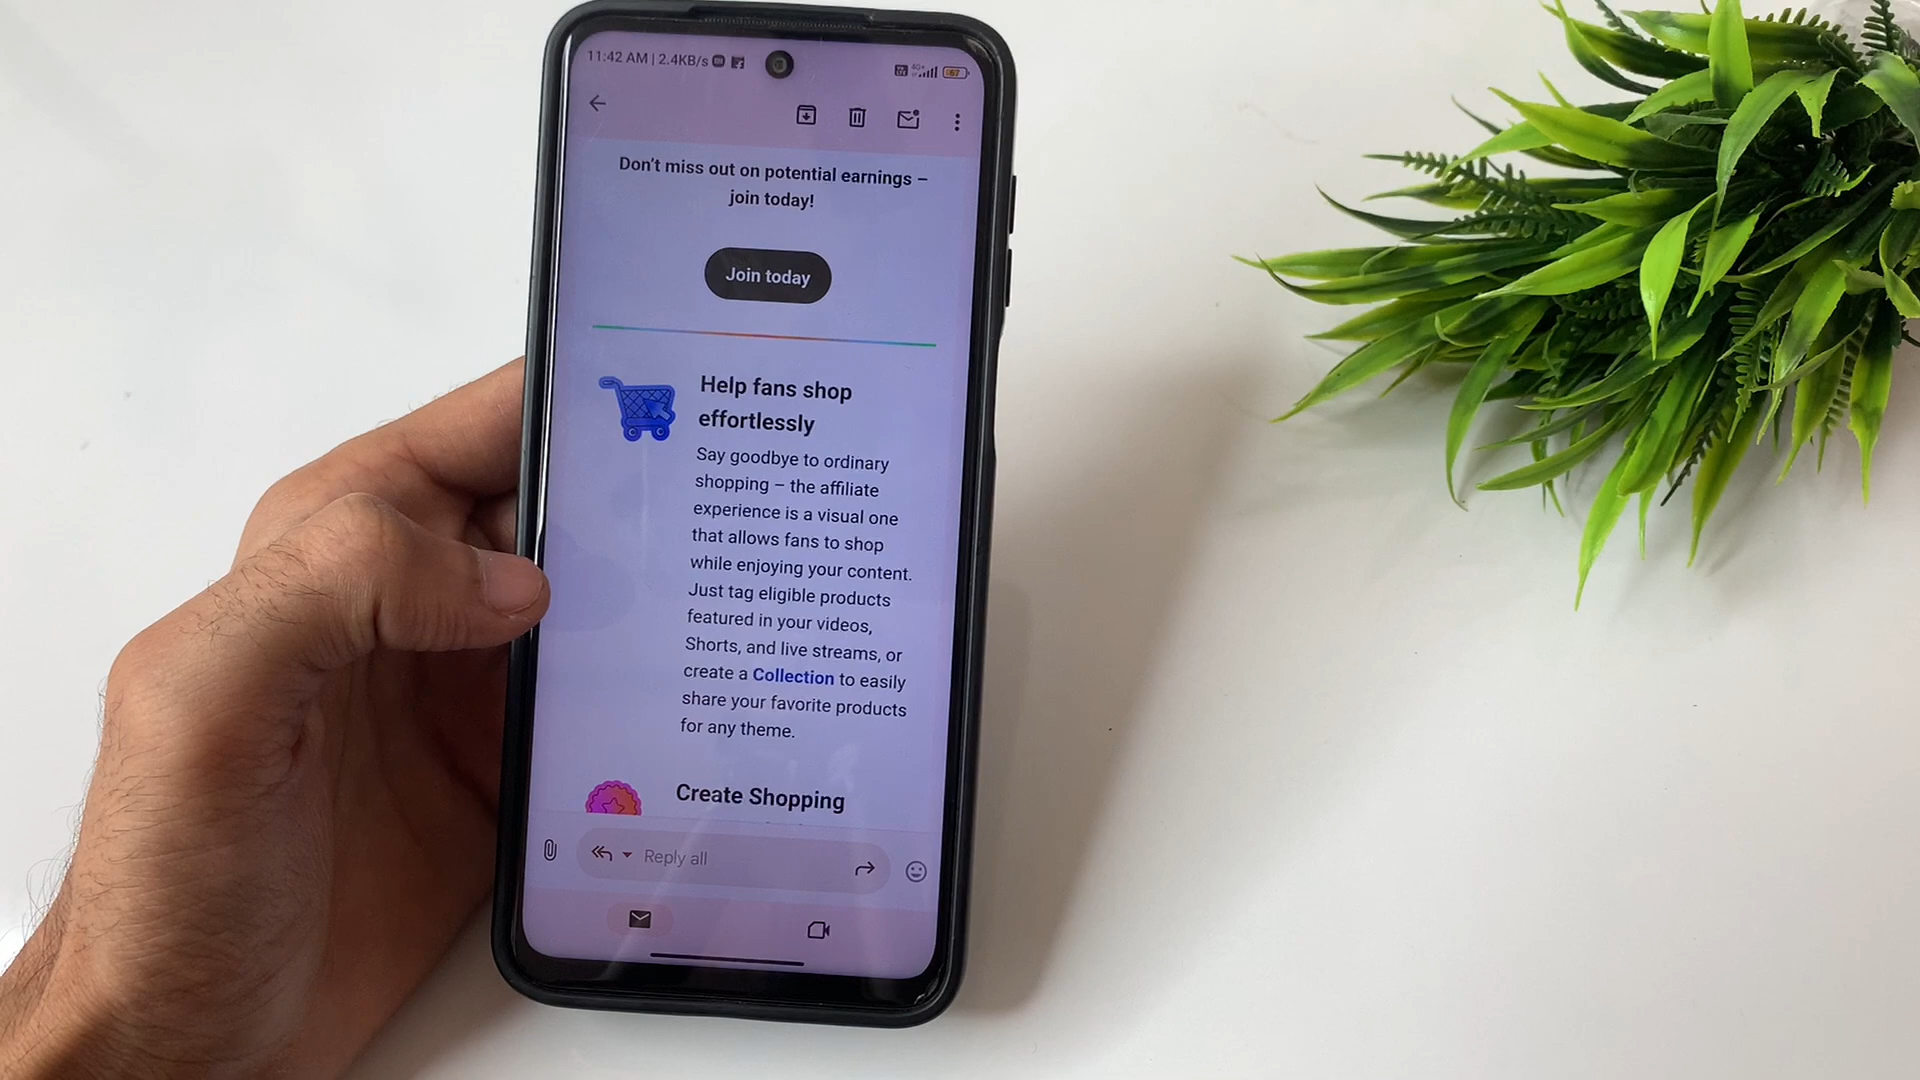 11:42 AM | 2.4KB/s
4G+
67
Don't miss out on potential earnings –
join today!
Join today
Help fans shop
effortlessly
Say goodbye to ordinary
shopping – the affiliate
experience is a visual one
that allows fans to shop
while enjoying your content.
Just tag eligible products
featured in your videos,
Shorts, and live streams, or
create a Collection to easily
share your favorite products
for any theme.
Create Shopping
Reply all